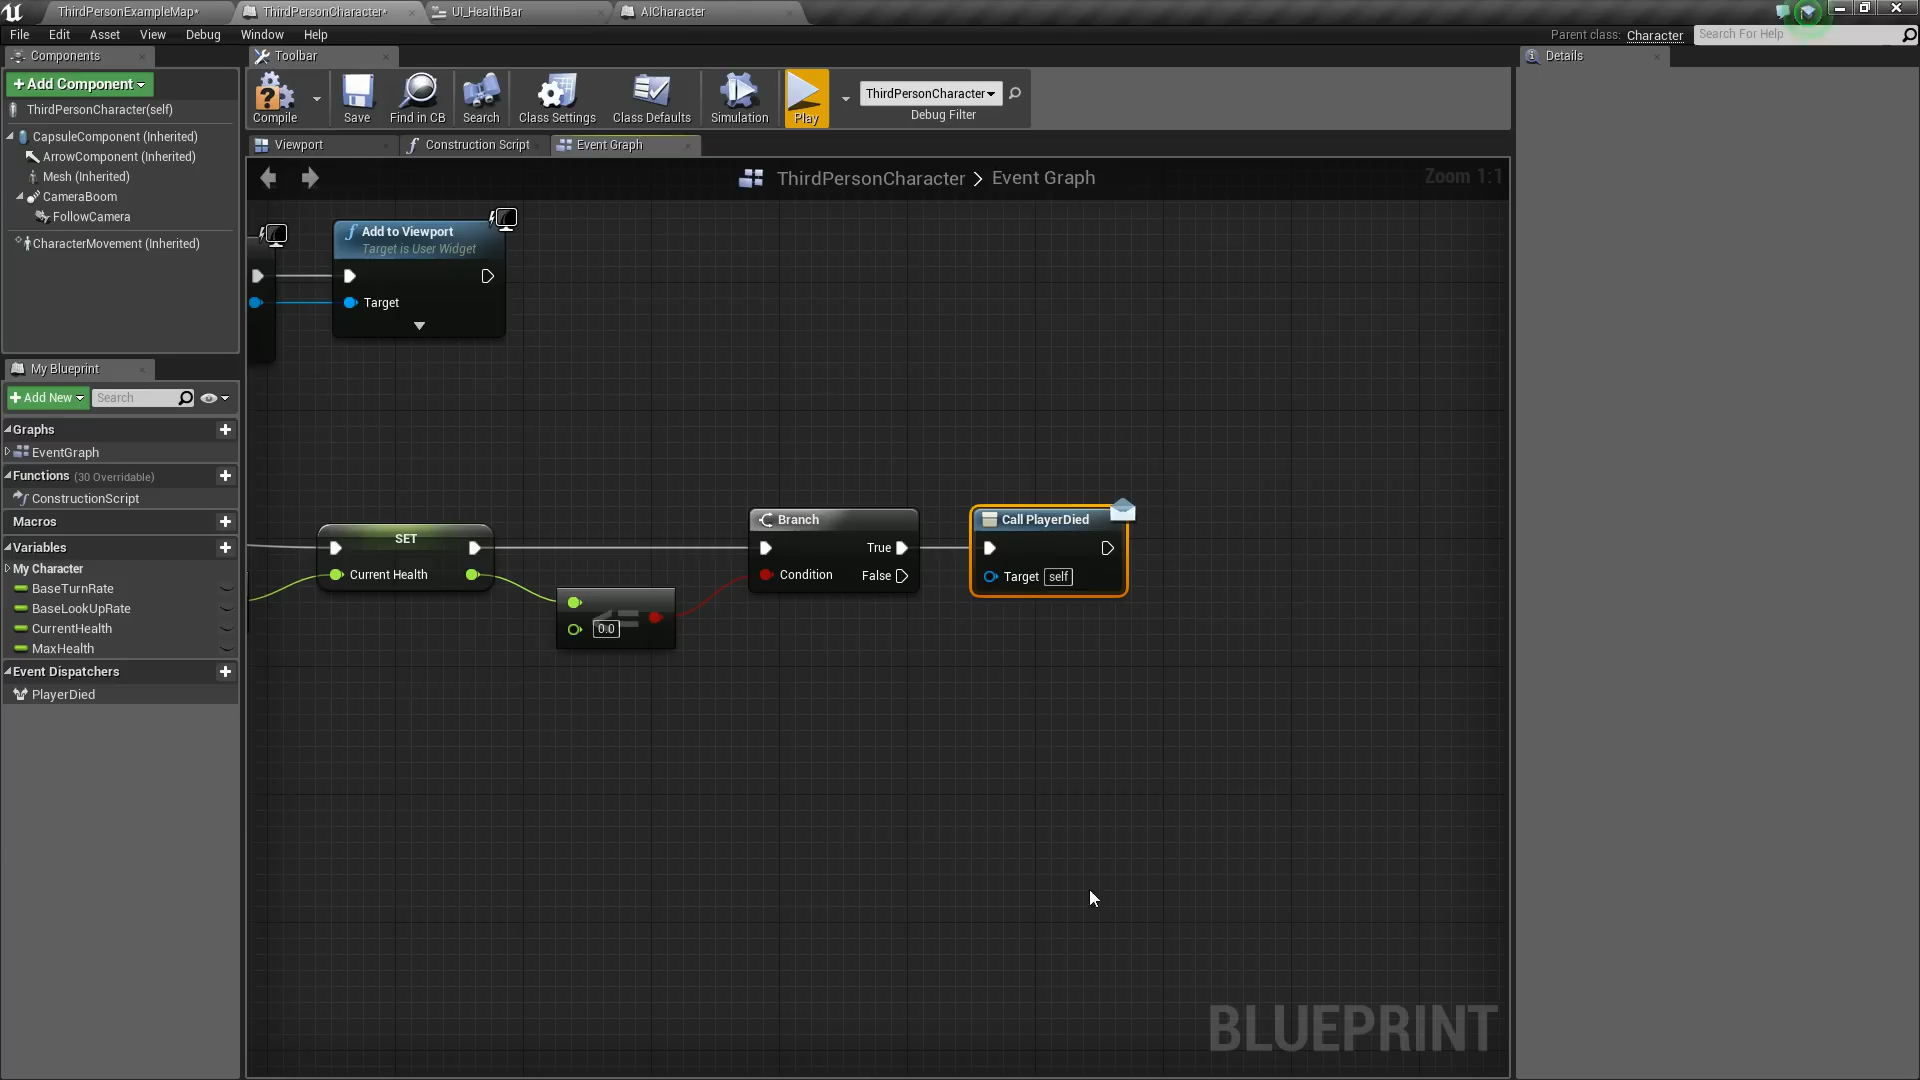 ThirdPersonExampleMap*
ThirdPersonCharacter*
UI_HealthBar
AICharacter
File Edit Asset View Debug Window Help
Parent class: Character
Search For Help
Components
Toolbar
Details
+ Add Component
ThirdPersonCharacter(self)
CapsuleComponent (Inherited)
ArrowComponent (Inherited)
Mesh (Inherited)
CameraBoom
FollowCamera
CharacterMovement (Inherited)
Compile
Save
Find in CB
Search
Class Settings
Class Defaults
Simulation
Play
ThirdPersonCharacter
Debug Filter
Viewport
Construction Script
Event Graph
ThirdPersonCharacter > Event Graph
Zoom 1:1
Add to Viewport
Target is User Widget
Target
My Blueprint
+ Add New
Search
Graphs
EventGraph
Functions (30 Overridable)
ConstructionScript
Macros
Variables
My Character
BaseTurnRate
BaseLookUpRate
CurrentHealth
MaxHealth
Event Dispatchers
PlayerDied
SET
Current Health
<=
0.0
Branch
True
Condition
False
Call PlayerDied
Target self
BLUEPRINT